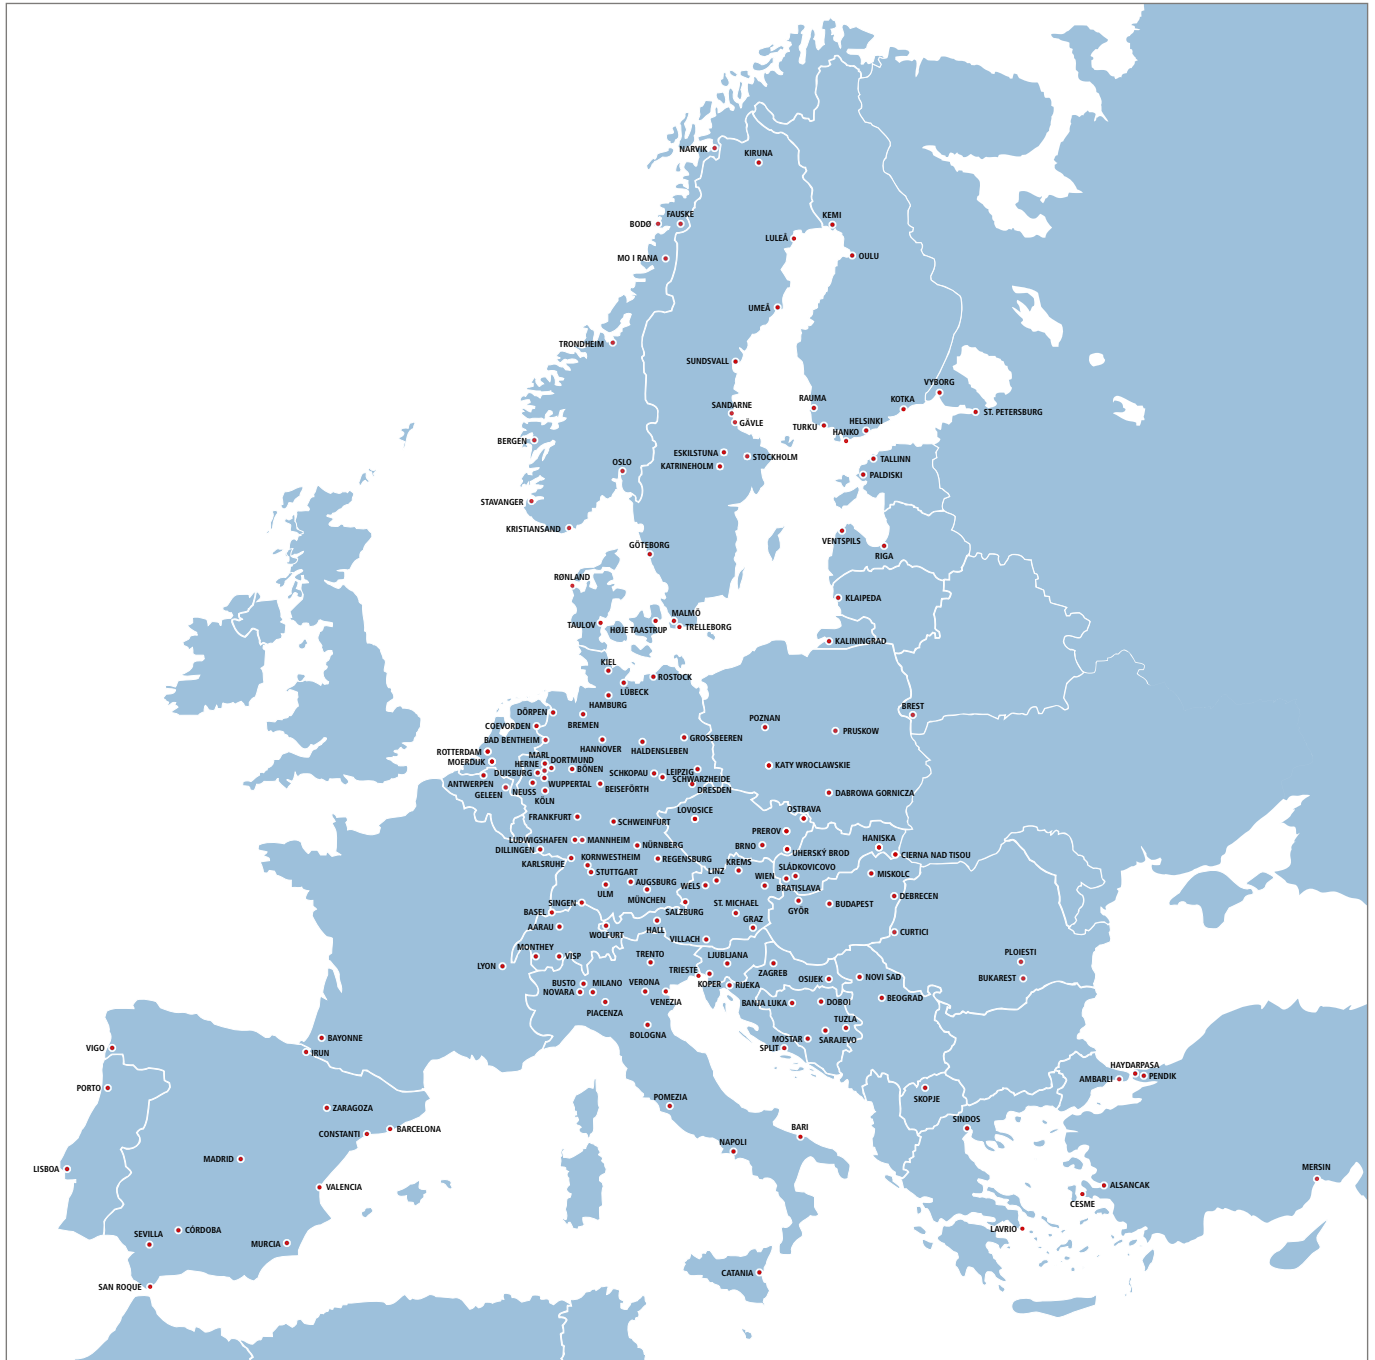 NARVIK
KIRUNA
BODØ
FAUSKE
KEMI
LULEÅ
OULU
MO I RANA
UMEÅ
TRONDHEIM
SUNDSVALL
VYBORG
SANDARNE
RAUMA
KOTKA
ST. PETERSBURG
GÄVLE
TURKU
HELSINKI
HANKO
BERGEN
ESKILSTUNA
STOCKHOLM
KATRINEHOLM
TALLINN
OSLO
PALDISKI
STAVANGER
KRISTIANSAND
VENTSPILS
GÖTEBORG
RIGA
RØNLAND
KLAIPEDA
MALMÖ
TAULOV
HØJE TAASTRUP
TRELLEBORG
KALININGRAD
KIEL
ROSTOCK
LÜBECK
HAMBURG
BREST
DÖRPEN
BREMEN
POZNAN
COEVORDEN
PRUSKOW
BAD BENTHEIM
GROSSBEEREN
HANNOVER
HALDENSLEBEN
ROTTERDAM
MARL
MOERDIJK
HERNE
DORTMUND
BÖNEN
KATY WROCLAWSKIE
DUISBURG
SCHKOPAU
LEIPZIG
SCHWARZHEIDE
ANTWERPEN
WUPPERTAL
BEISEFÖRTH
DRESDEN
GELEEN
NEUSS
KÖLN
DABROWA GORNICZA
LOVOSICE
OSTRAVA
FRANKFURT
SCHWEINFURT
PREROV
LUDWIGSHAFEN
MANNHEIM
NÜRNBERG
BRNO
HANISKA
DILLINGEN
UHERSKÝ BROD
CIERNA NAD TISOU
KARLSRUHE
KORNWESTHEIM
REGENSBURG
KREMS
SLÁDKOVICOVO
STUTTGART
LINZ
WIEN
MISKOLC
AUGSBURG
WELS
BRATISLAVA
ULM
MÜNCHEN
DEBRECEN
SINGEN
ST. MICHAEL
GYÖR
BUDAPEST
BASEL
SALZBURG
GRAZ
AARAU
WOLFURT
HALL
VILLACH
CURTICI
MONTHEY
VISP
TRENTO
LJUBLJANA
PLOIESTI
LYON
TRIESTE
ZAGREB
BUSTO
MILANO
VERONA
KOPER
RIJEKA
OSIJEK
NOVI SAD
BUKAREST
NOVARA
VENEZIA
BANJA LUKA
DOBOJ
BEOGRAD
PIACENZA
TUZLA
BOLOGNA
MOSTAR
SARAJEVO
SPLIT
BAYONNE
VIGO
IRUN
HAYDARPASA
AMBARLI
PENDIK
PORTO
SKOPJE
POMEZIA
ZARAGOZA
SINDOS
BARI
CONSTANTI
BARCELONA
NAPOLI
MADRID
LISBOA
MERSIN
VALENCIA
ALSANCAK
CESME
LAVRIO
CÓRDOBA
SEVILLA
MURCIA
CATANIA
SAN ROQUE